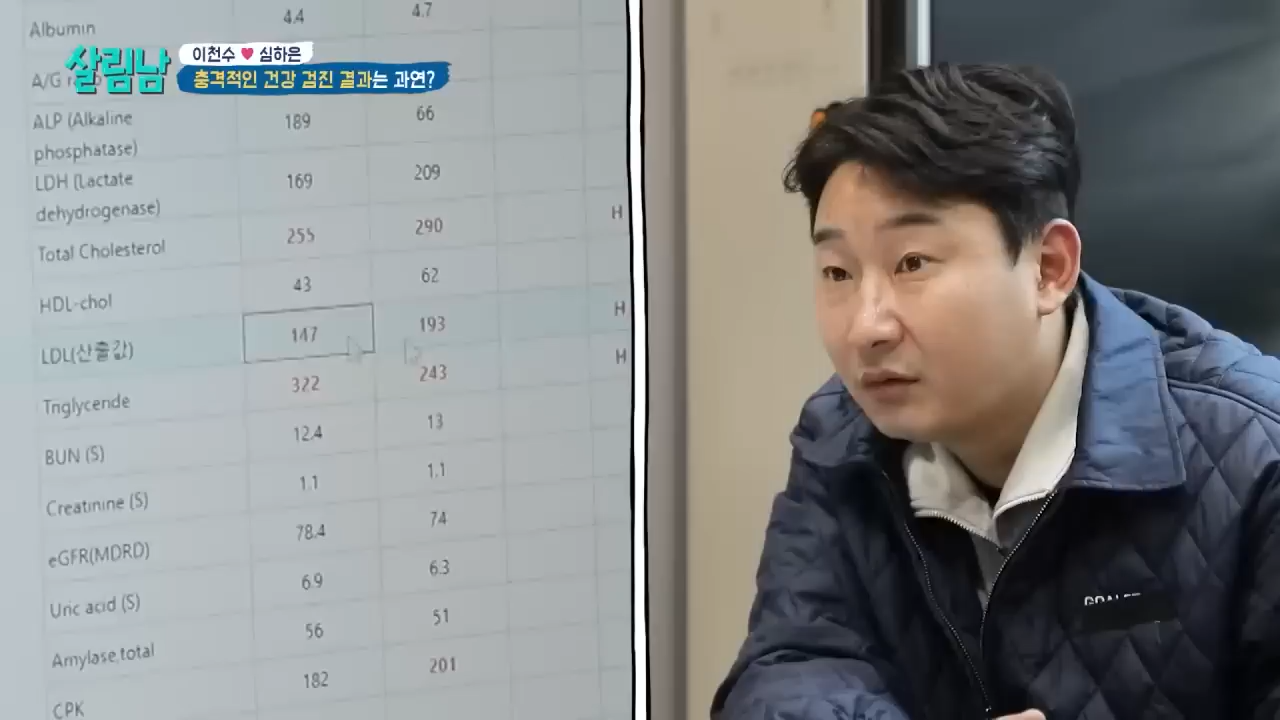 Albumin 4.4 4.7
살림남
이천수 ♥ 심하은
충격적인 건강 검진 결과는 과연?
A/G
ALP (Alkaline phosphatase) 189 66
LDH (Lactate dehydrogenase) 169 209
Total Cholesterol 255 290 H
HDL-chol 43 62
LDL(산출값) 147 193 H
Triglyceride 322 243 H
BUN (S) 12.4 13
Creatinine (S) 1.1 1.1
eGFR(MDRD) 78.4 74
Uric acid (S) 6.9 6.3
Amylase,total 56 51
CPK 182 201